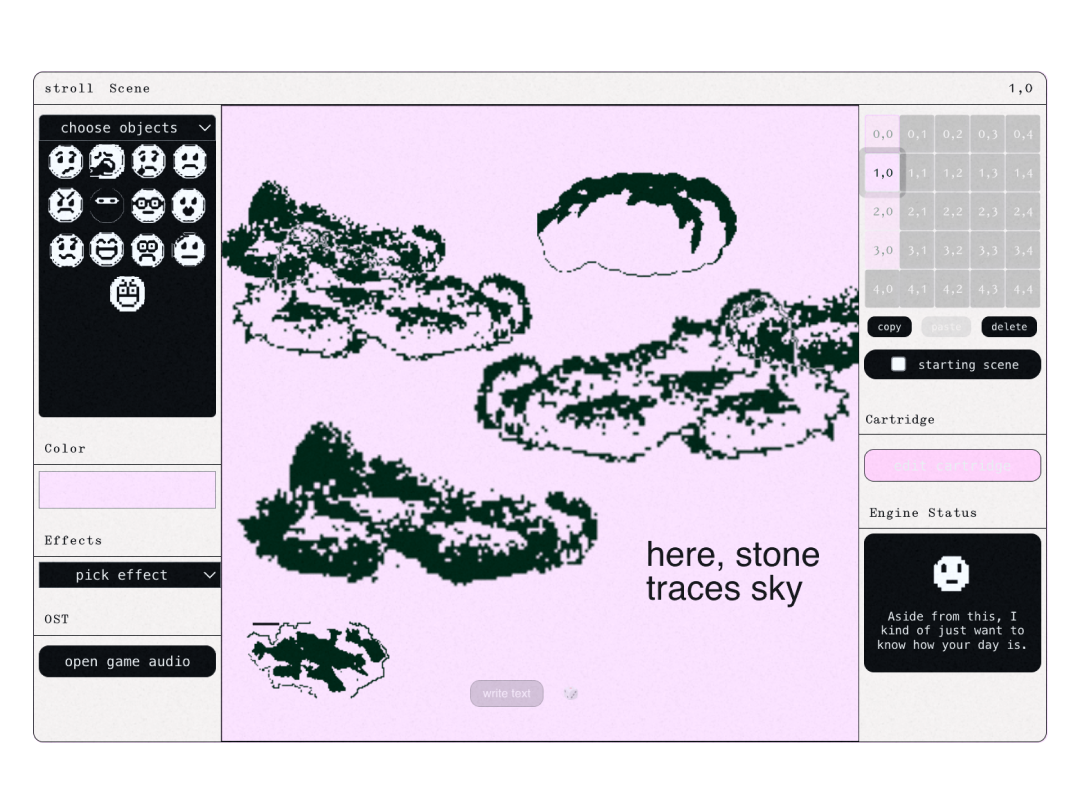 stroll Scene
1,0
choose objects
Color
Effects
pick effect
OST
open game audio
here, stone
traces sky
write text
0,0 0,1 0,2 0,3 0,4
1,0 1,1 1,2 1,3 1,4
2,0 2,1 2,2 2,3 2,4
3,0 3,1 3,2 3,3 3,4
4,0 4,1 4,2 4,3 4,4
copy paste delete
starting scene
Cartridge
edit cartridge
Engine Status
Aside from this, I
kind of just want to
know how your day is.